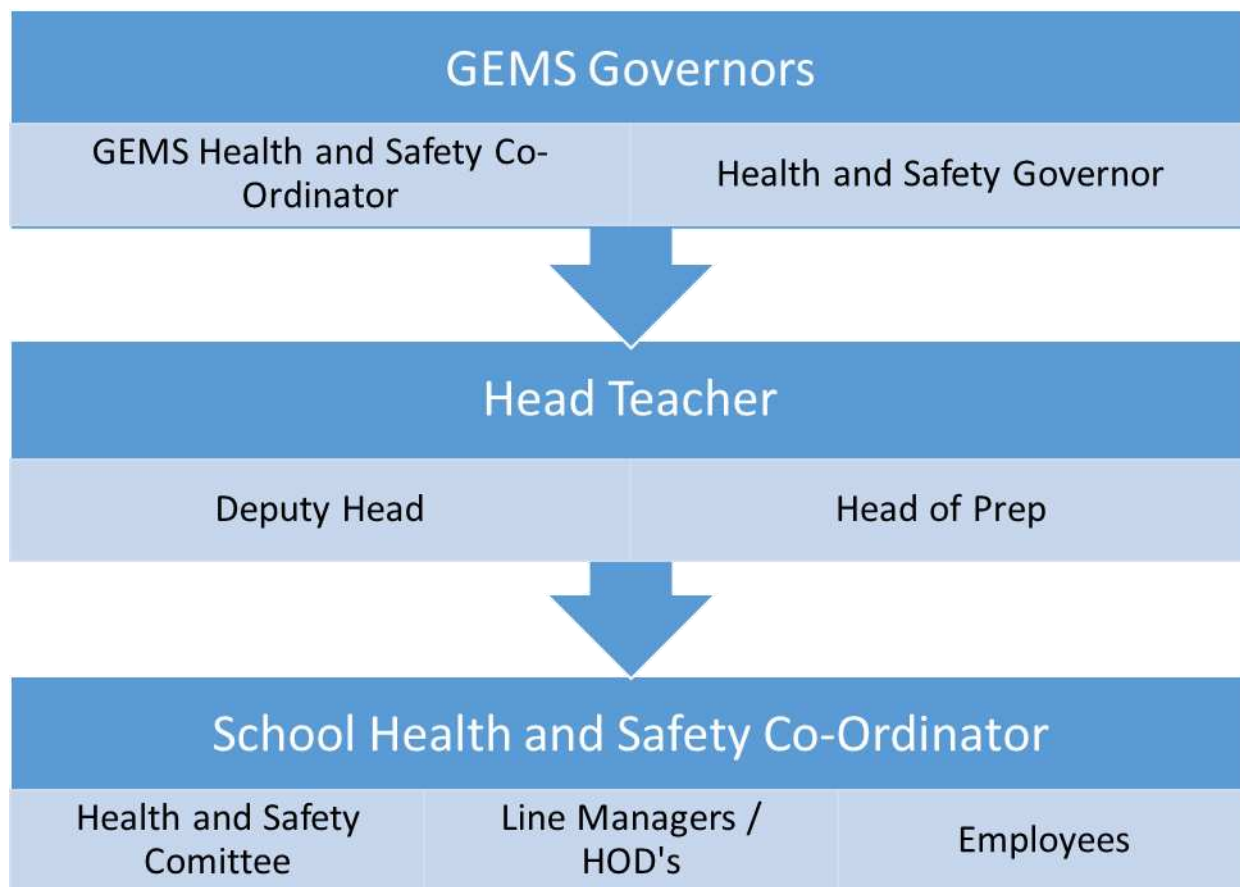 GEMS Governors
GEMS Health and Safety Co-
Ordinator
Health and Safety Governor
Head Teacher
Deputy Head
Head of Prep
School Health and Safety Co-Ordinator
Health and Safety
Comittee
Line Managers /
HOD's
Employees